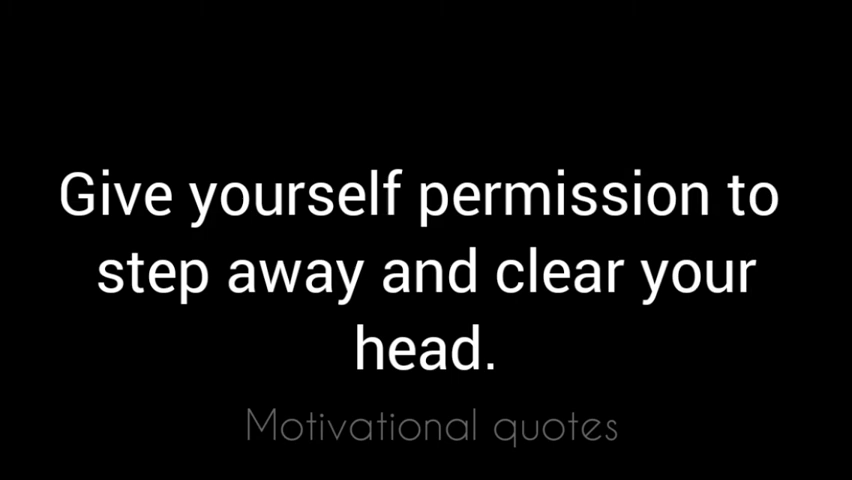 Give yourself permission to
step away and clear your
head.
Motivational quotes